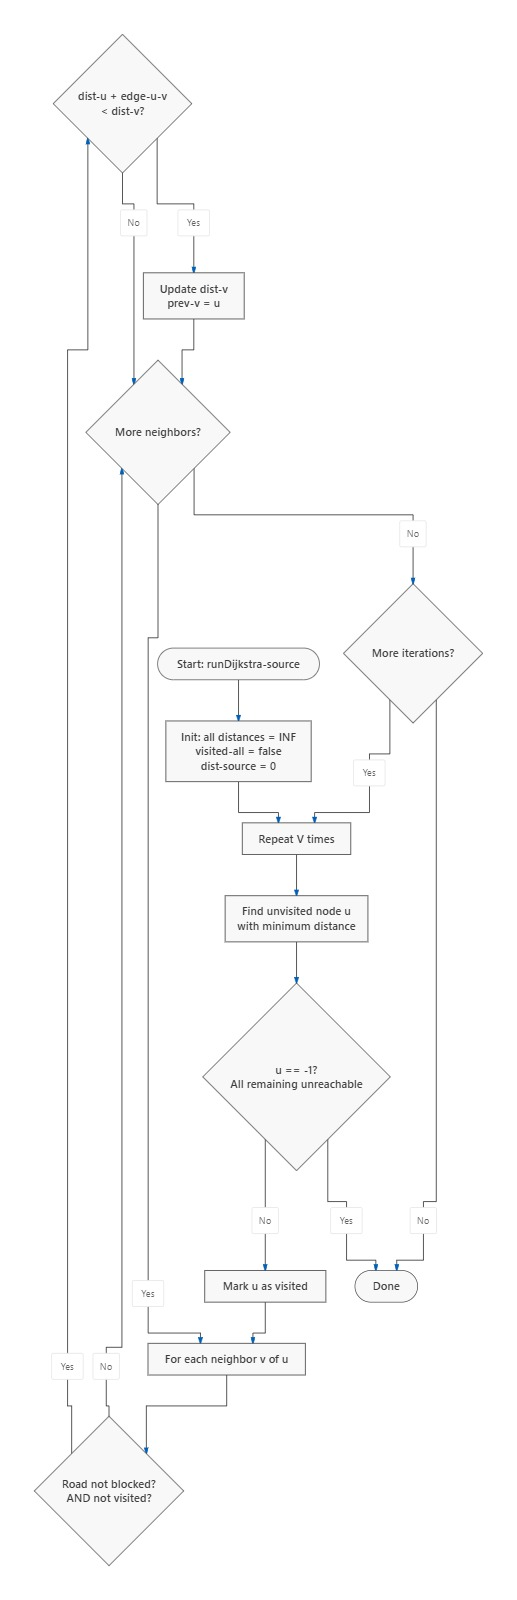 dist-u + edge-u-v
< dist-v?
No
Yes
Update dist-v
prev-v = u
More neighbors?
No
More iterations?
Start: runDijkstra-source
Init: all distances = INF
visited-all = false
dist-source = 0
Yes
Repeat V times
Find unvisited node u
with minimum distance
u == -1?
All remaining unreachable
No
Yes
No
Mark u as visited
Done
Yes
For each neighbor v of u
Yes
No
Road not blocked?
AND not visited?